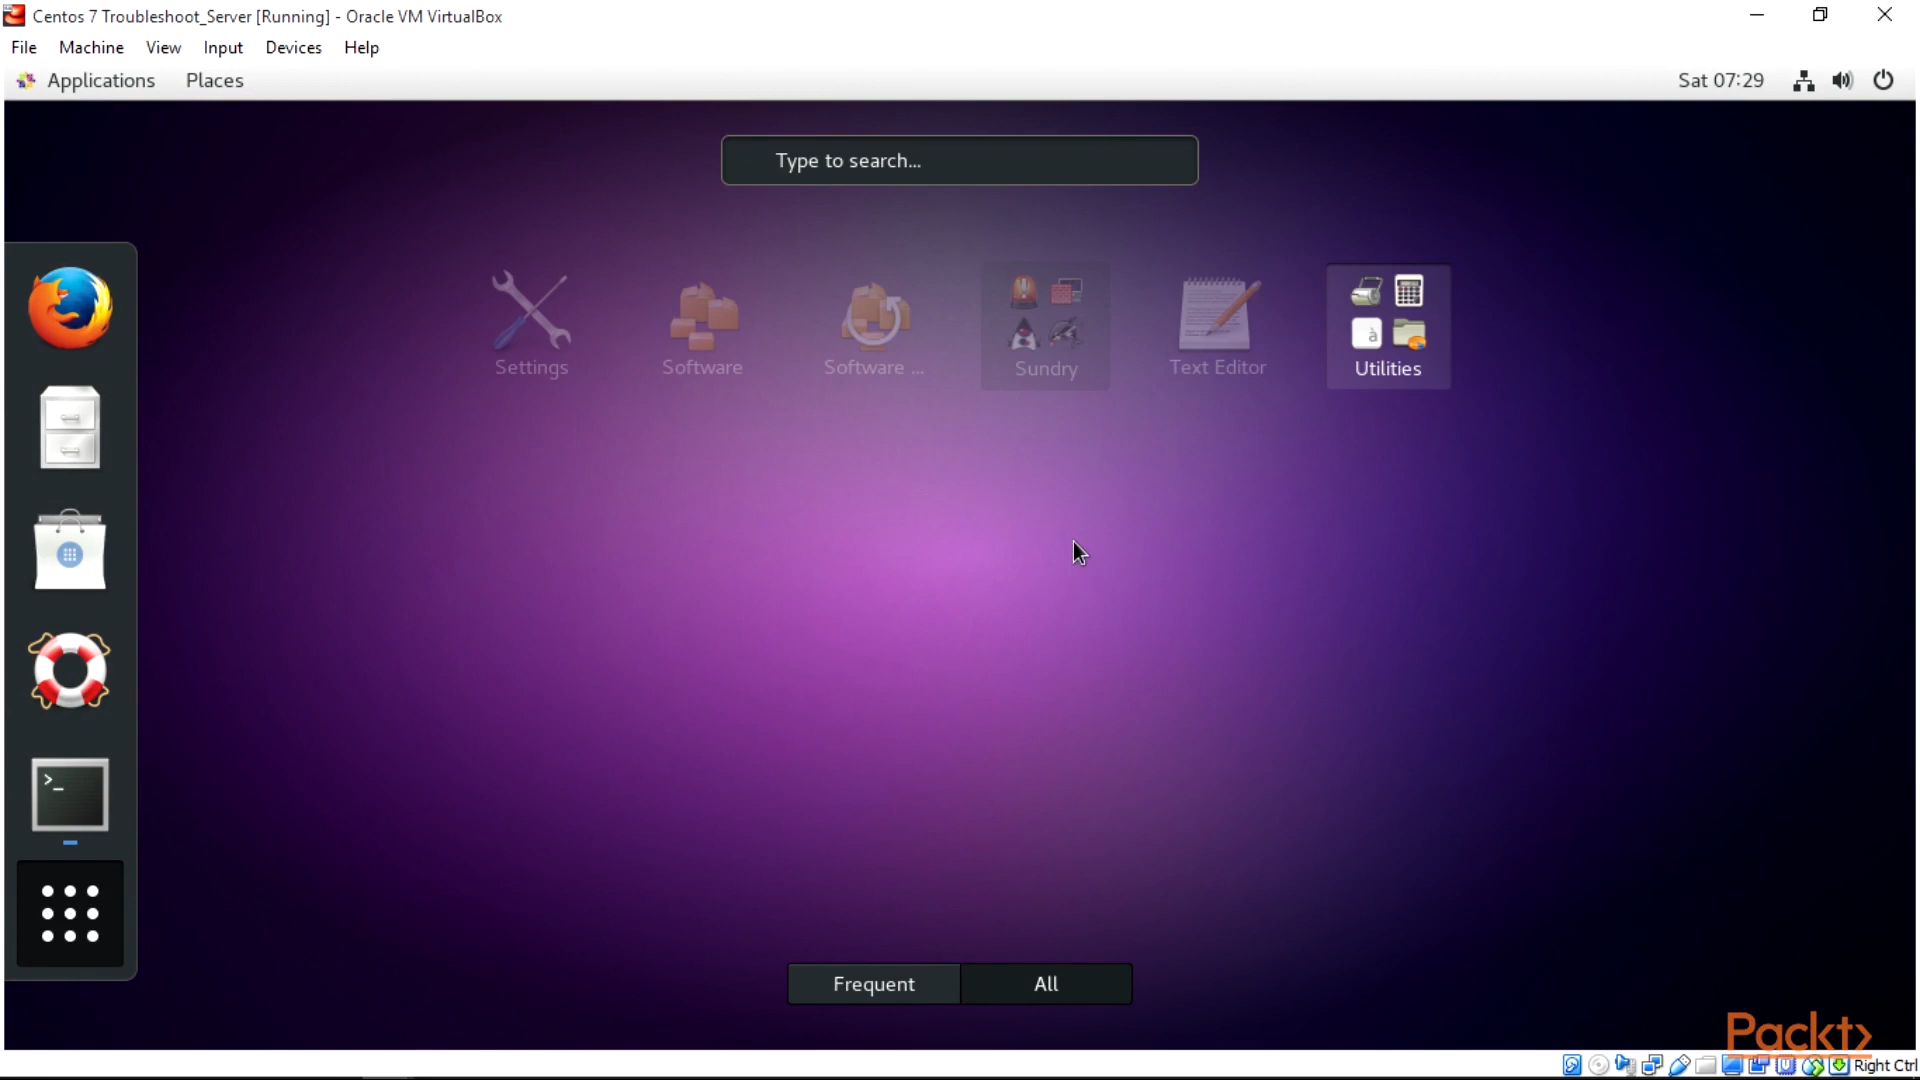 Centos 7 Troubleshoot_Server [Running] - Oracle VM VirtualBox
File Machine View Input Devices Help
Applications Places Sat 07:29
Type to search...
Settings Software Software ... Sundry Text Editor Utilities
Frequent All
Packt>
Right Ctrl